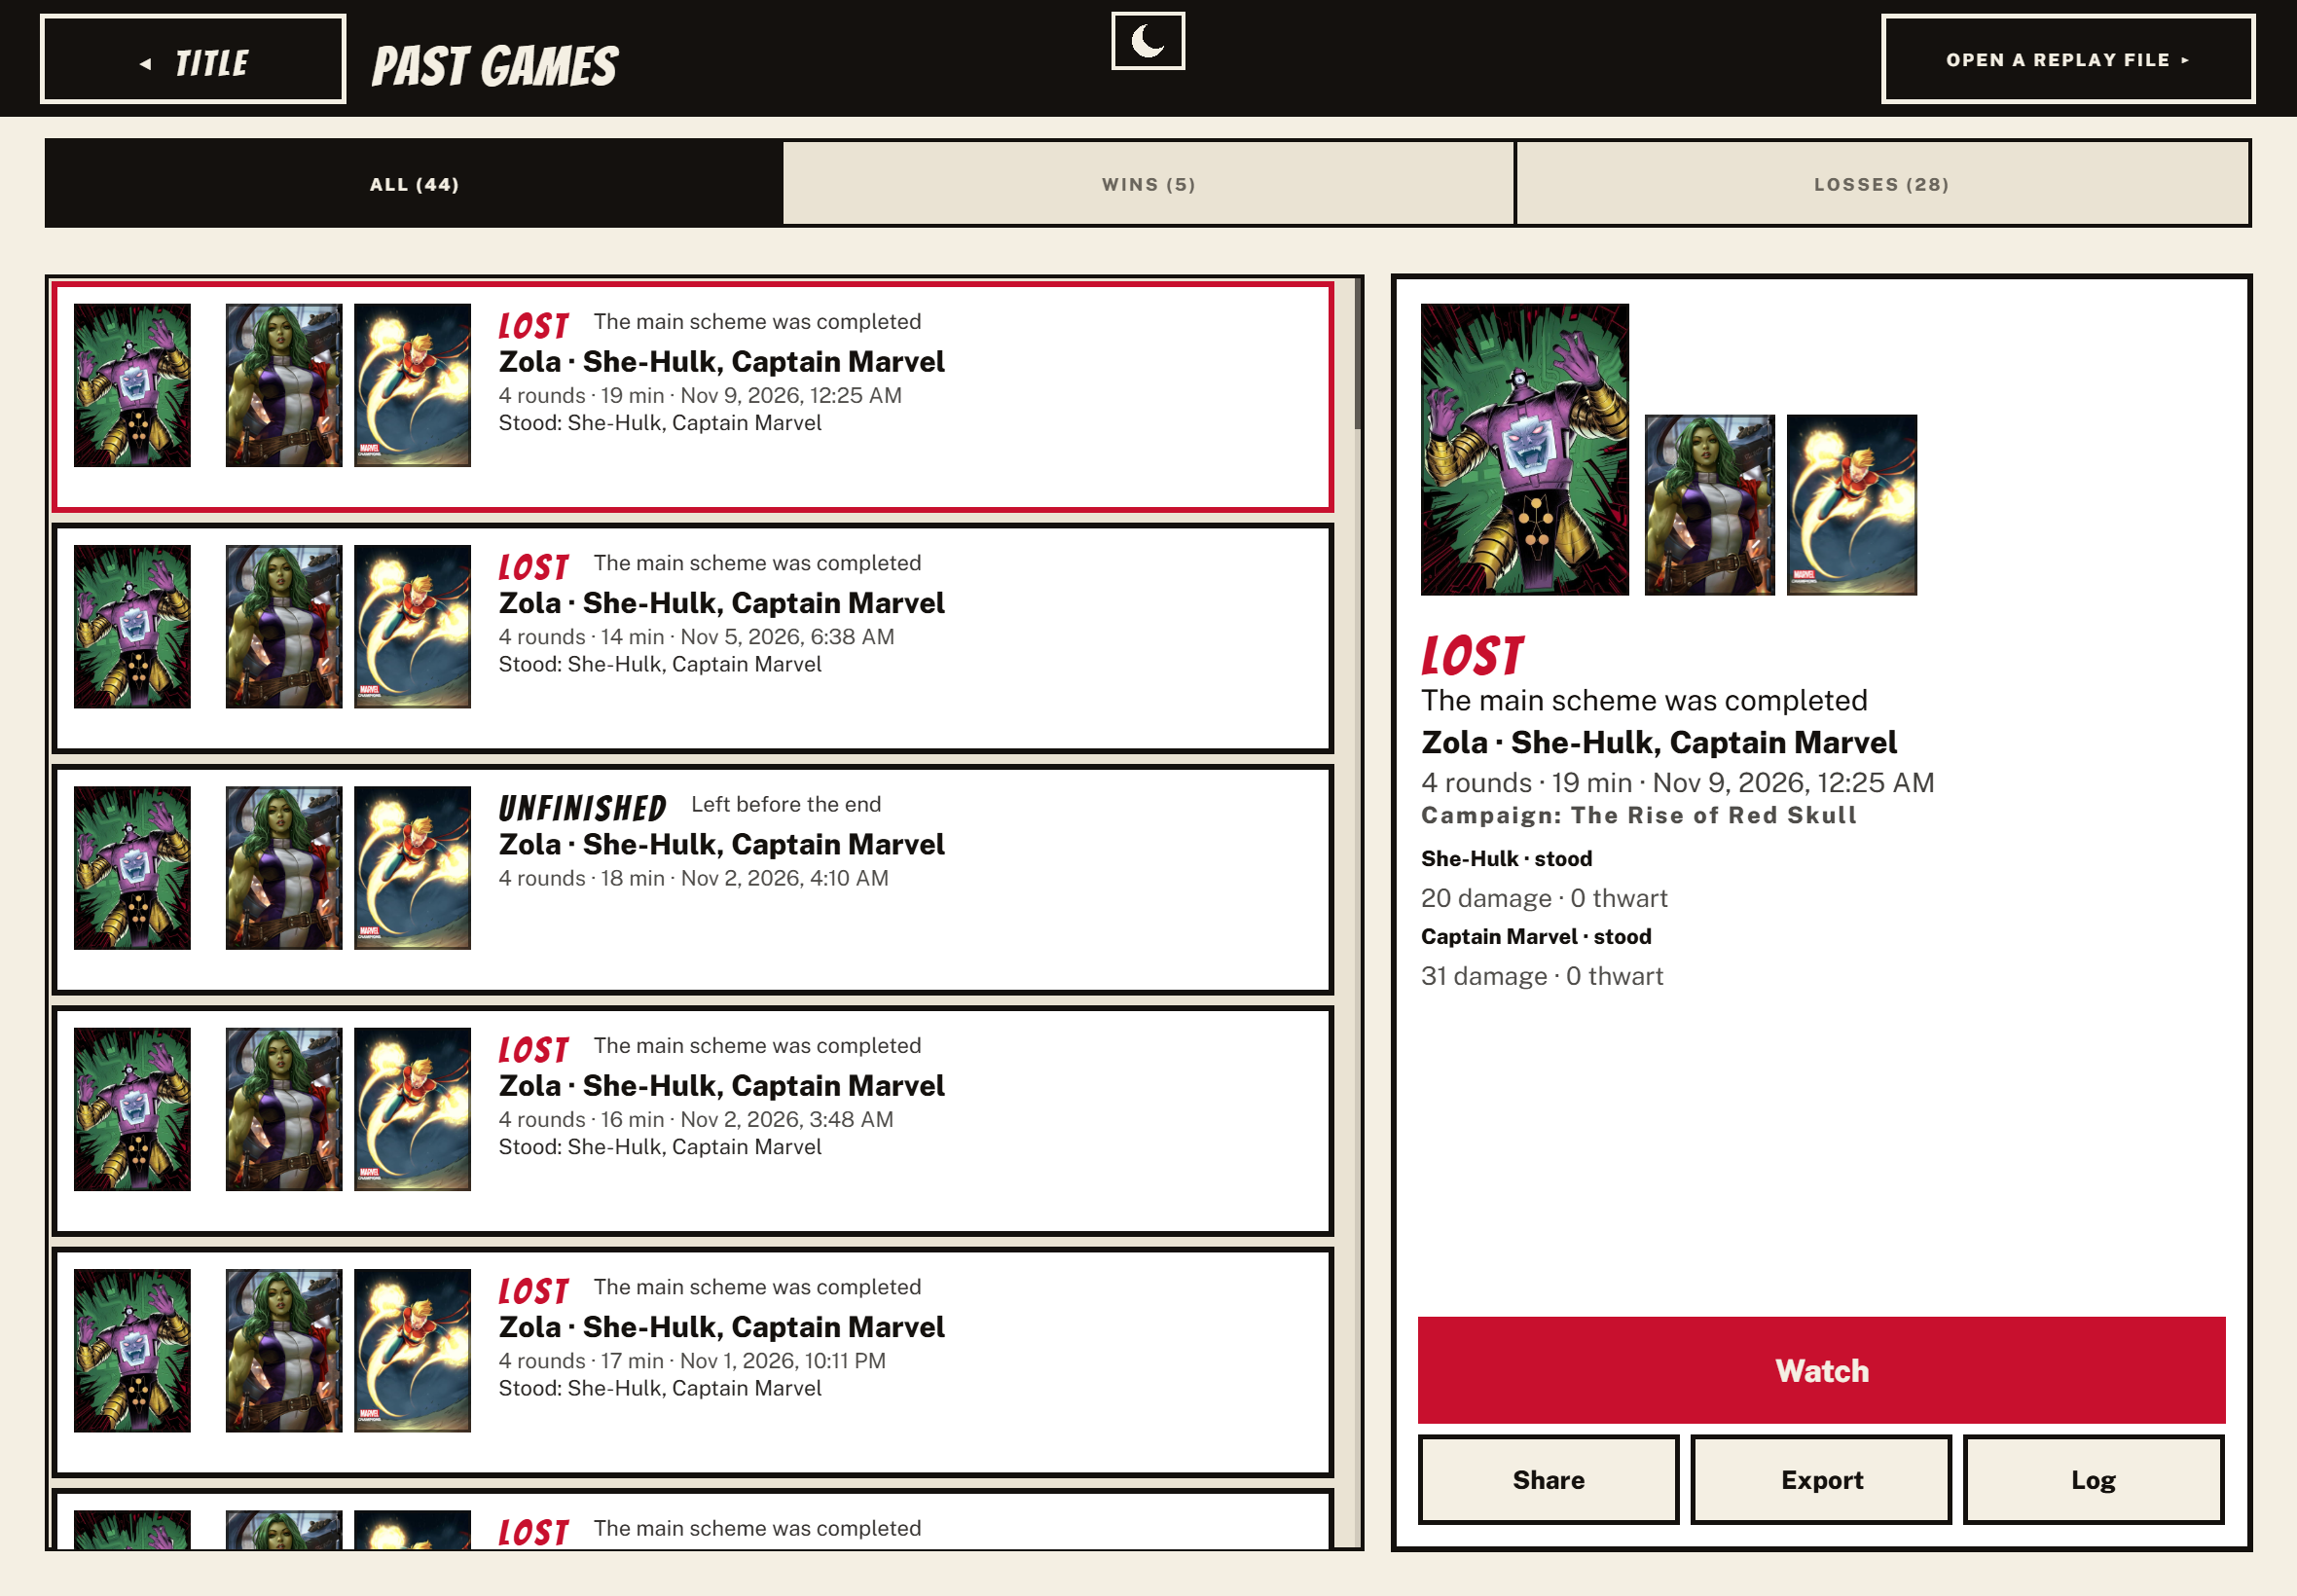 ◂ TITLE
PAST GAMES
OPEN A REPLAY FILE ▸
ALL (44)
WINS (5)
LOSSES (28)
LOST The main scheme was completed
Zola · She-Hulk, Captain Marvel
4 rounds · 19 min · Nov 9, 2026, 12:25 AM
Stood: She-Hulk, Captain Marvel
LOST The main scheme was completed
Zola · She-Hulk, Captain Marvel
4 rounds · 14 min · Nov 5, 2026, 6:38 AM
Stood: She-Hulk, Captain Marvel
UNFINISHED Left before the end
Zola · She-Hulk, Captain Marvel
4 rounds · 18 min · Nov 2, 2026, 4:10 AM
LOST The main scheme was completed
Zola · She-Hulk, Captain Marvel
4 rounds · 16 min · Nov 2, 2026, 3:48 AM
Stood: She-Hulk, Captain Marvel
LOST The main scheme was completed
Zola · She-Hulk, Captain Marvel
4 rounds · 17 min · Nov 1, 2026, 10:11 PM
Stood: She-Hulk, Captain Marvel
LOST The main scheme was completed
MARVEL
CHAMPIONS
LOST
The main scheme was completed
Zola · She-Hulk, Captain Marvel
4 rounds · 19 min · Nov 9, 2026, 12:25 AM
Campaign: The Rise of Red Skull
She-Hulk · stood
20 damage · 0 thwart
Captain Marvel · stood
31 damage · 0 thwart
Watch
Share
Export
Log